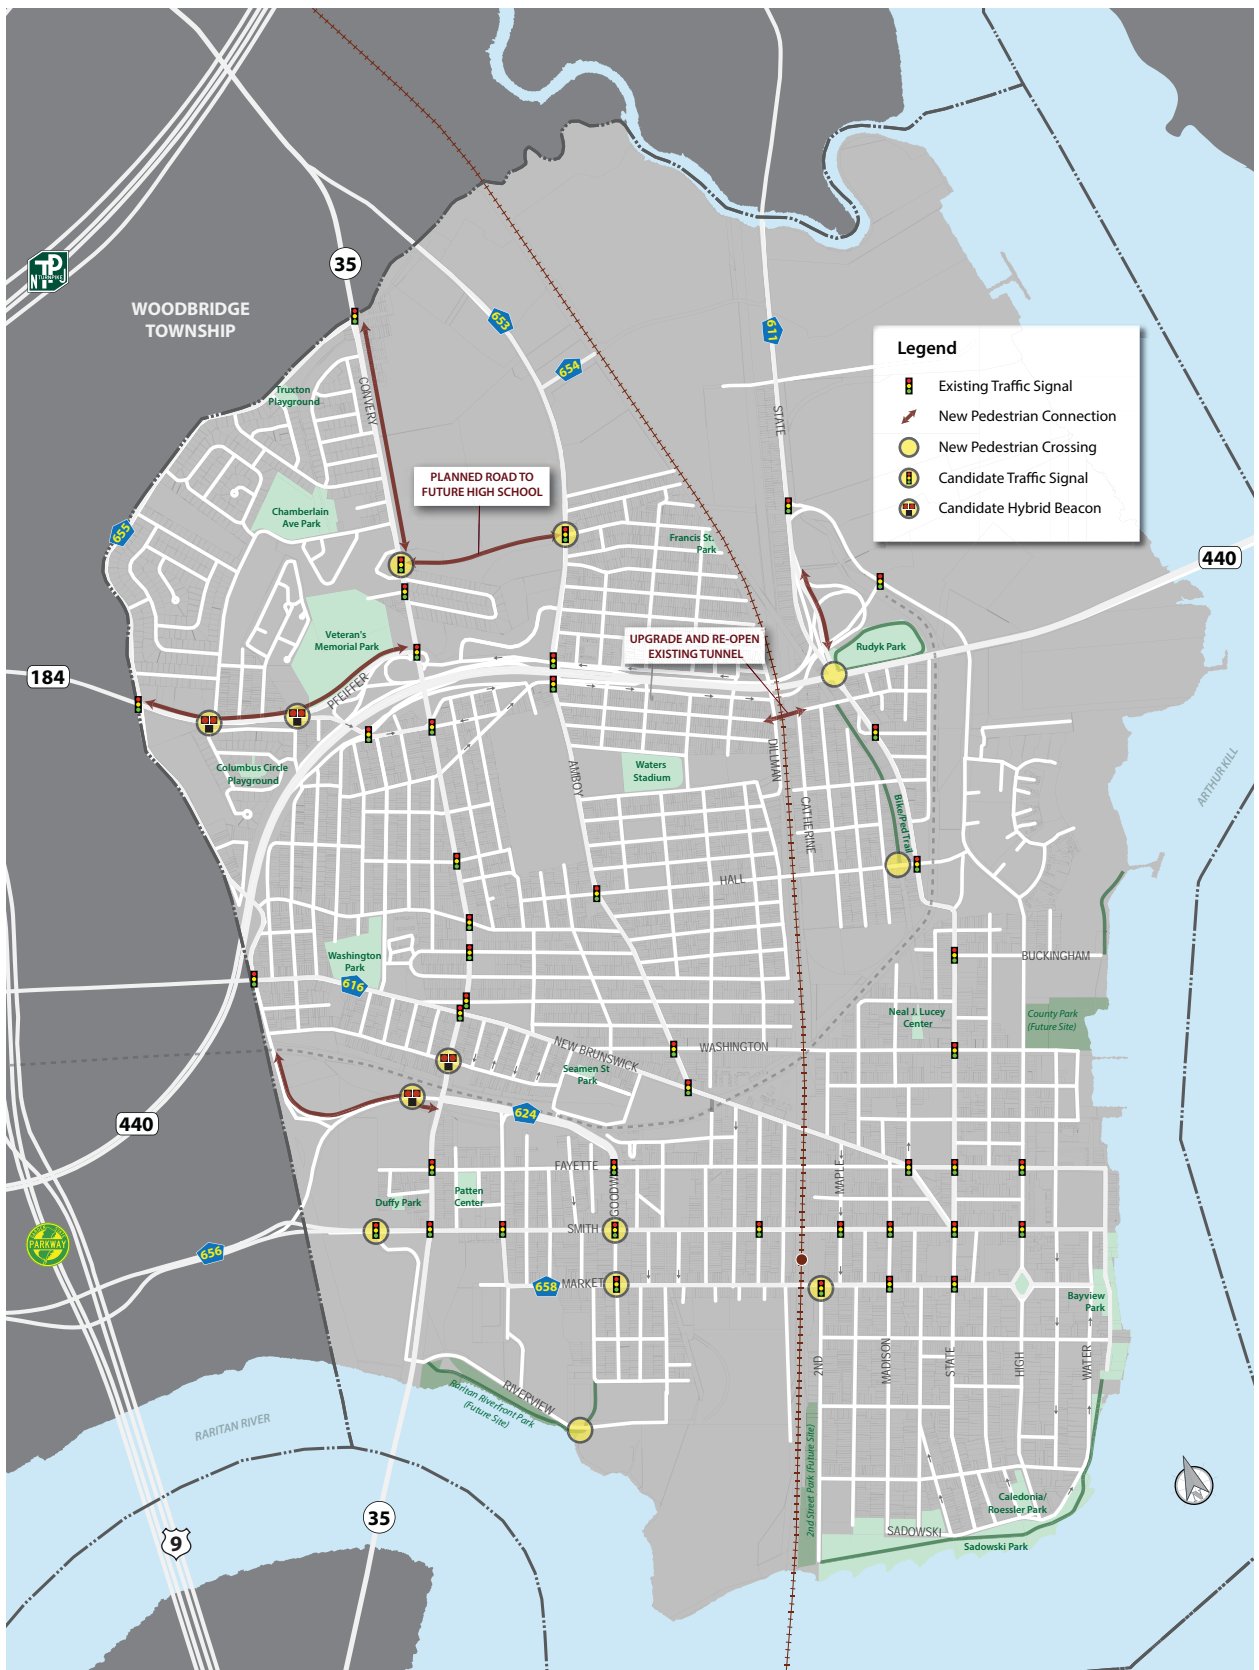 35
N TP J
TURNPIKE
WOODBRIDGE
TOWNSHIP
653
611
654
Legend
Existing Traffic Signal
New Pedestrian Connection
New Pedestrian Crossing
Candidate Traffic Signal
Candidate Hybrid Beacon
Truxton
Playground
CONVERY
STATE
PLANNED ROAD TO
FUTURE HIGH SCHOOL
Chamberlain
Ave Park
655
Francis St.
Park
440
Veteran's
Memorial Park
UPGRADE AND RE-OPEN
EXISTING TUNNEL
Rudyk Park
184
PFEIFFER
Columbus Circle
Playground
AMBOY
Waters
Stadium
DILLMAN
CATHERINE
Bike/Ped Trail
ARTHUR KILL
HALL
Washington
Park
616
BUCKINGHAM
Neal J. Lucey
Center
County Park
(Future Site)
NEW BRUNSWICK
WASHINGTON
Seamen St
Park
440
624
FAYETTE
GOODWIN
MAPLE
Duffy Park
Patten
Center
SMITH
PARKWAY
656
658
MARKET
Bayview
Park
2ND
MADISON
STATE
HIGH
WATER
RIVERVIEW
Raritan Riverfront Park
(Future Site)
RARITAN RIVER
2nd Street Park (Future Site)
Caledonia/
Roessler Park
35
9
SADOWSKI
Sadowski Park